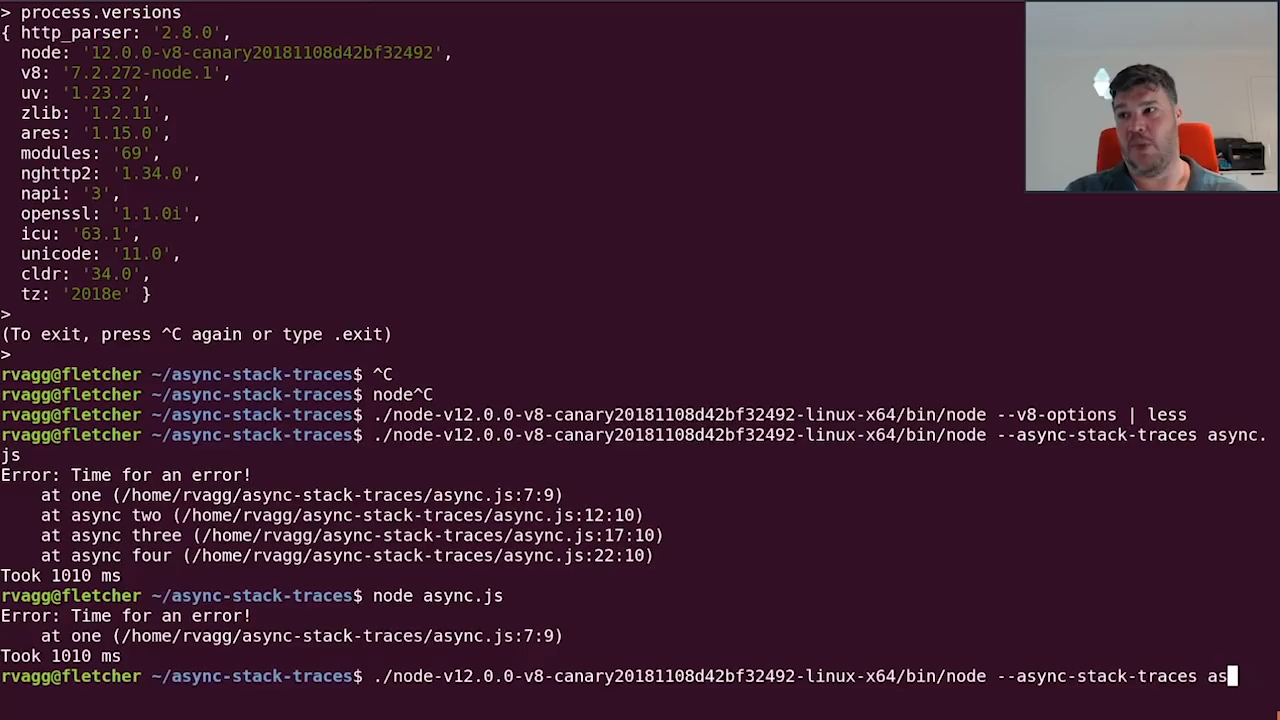 > process.versions
{ http_parser: '2.8.0',
  node: '12.0.0-v8-canary20181108d42bf32492',
  v8: '7.2.272-node.1',
  uv: '1.23.2',
  zlib: '1.2.11',
  ares: '1.15.0',
  modules: '69',
  nghttp2: '1.34.0',
  napi: '3',
  openssl: '1.1.0i',
  icu: '63.1',
  unicode: '11.0',
  cldr: '34.0',
  tz: '2018e' }
>
(To exit, press ^C again or type .exit)
>
rvagg@fletcher ~/async-stack-traces$ ^C
rvagg@fletcher ~/async-stack-traces$ node^C
rvagg@fletcher ~/async-stack-traces$ ./node-v12.0.0-v8-canary20181108d42bf32492-linux-x64/bin/node --v8-options | less
rvagg@fletcher ~/async-stack-traces$ ./node-v12.0.0-v8-canary20181108d42bf32492-linux-x64/bin/node --async-stack-traces async.
js
Error: Time for an error!
    at one (/home/rvagg/async-stack-traces/async.js:7:9)
    at async two (/home/rvagg/async-stack-traces/async.js:12:10)
    at async three (/home/rvagg/async-stack-traces/async.js:17:10)
    at async four (/home/rvagg/async-stack-traces/async.js:22:10)
Took 1010 ms
rvagg@fletcher ~/async-stack-traces$ node async.js
Error: Time for an error!
    at one (/home/rvagg/async-stack-traces/async.js:7:9)
Took 1010 ms
rvagg@fletcher ~/async-stack-traces$ ./node-v12.0.0-v8-canary20181108d42bf32492-linux-x64/bin/node --async-stack-traces as